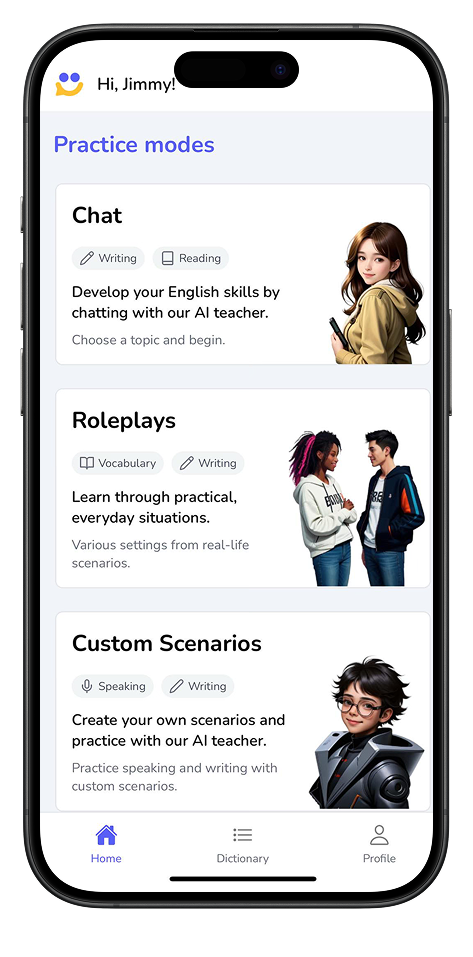 Hi, Jimmy!
Practice modes
Chat
Writing Reading
Develop your English skills by
chatting with our AI teacher.
Choose a topic and begin.
Roleplays
Vocabulary Writing
Learn through practical,
everyday situations.
Various settings from real-life
scenarios.
Custom Scenarios
Speaking Writing
Create your own scenarios and
practice with our AI teacher.
Practice speaking and writing with
custom scenarios.
Home Dictionary Profile